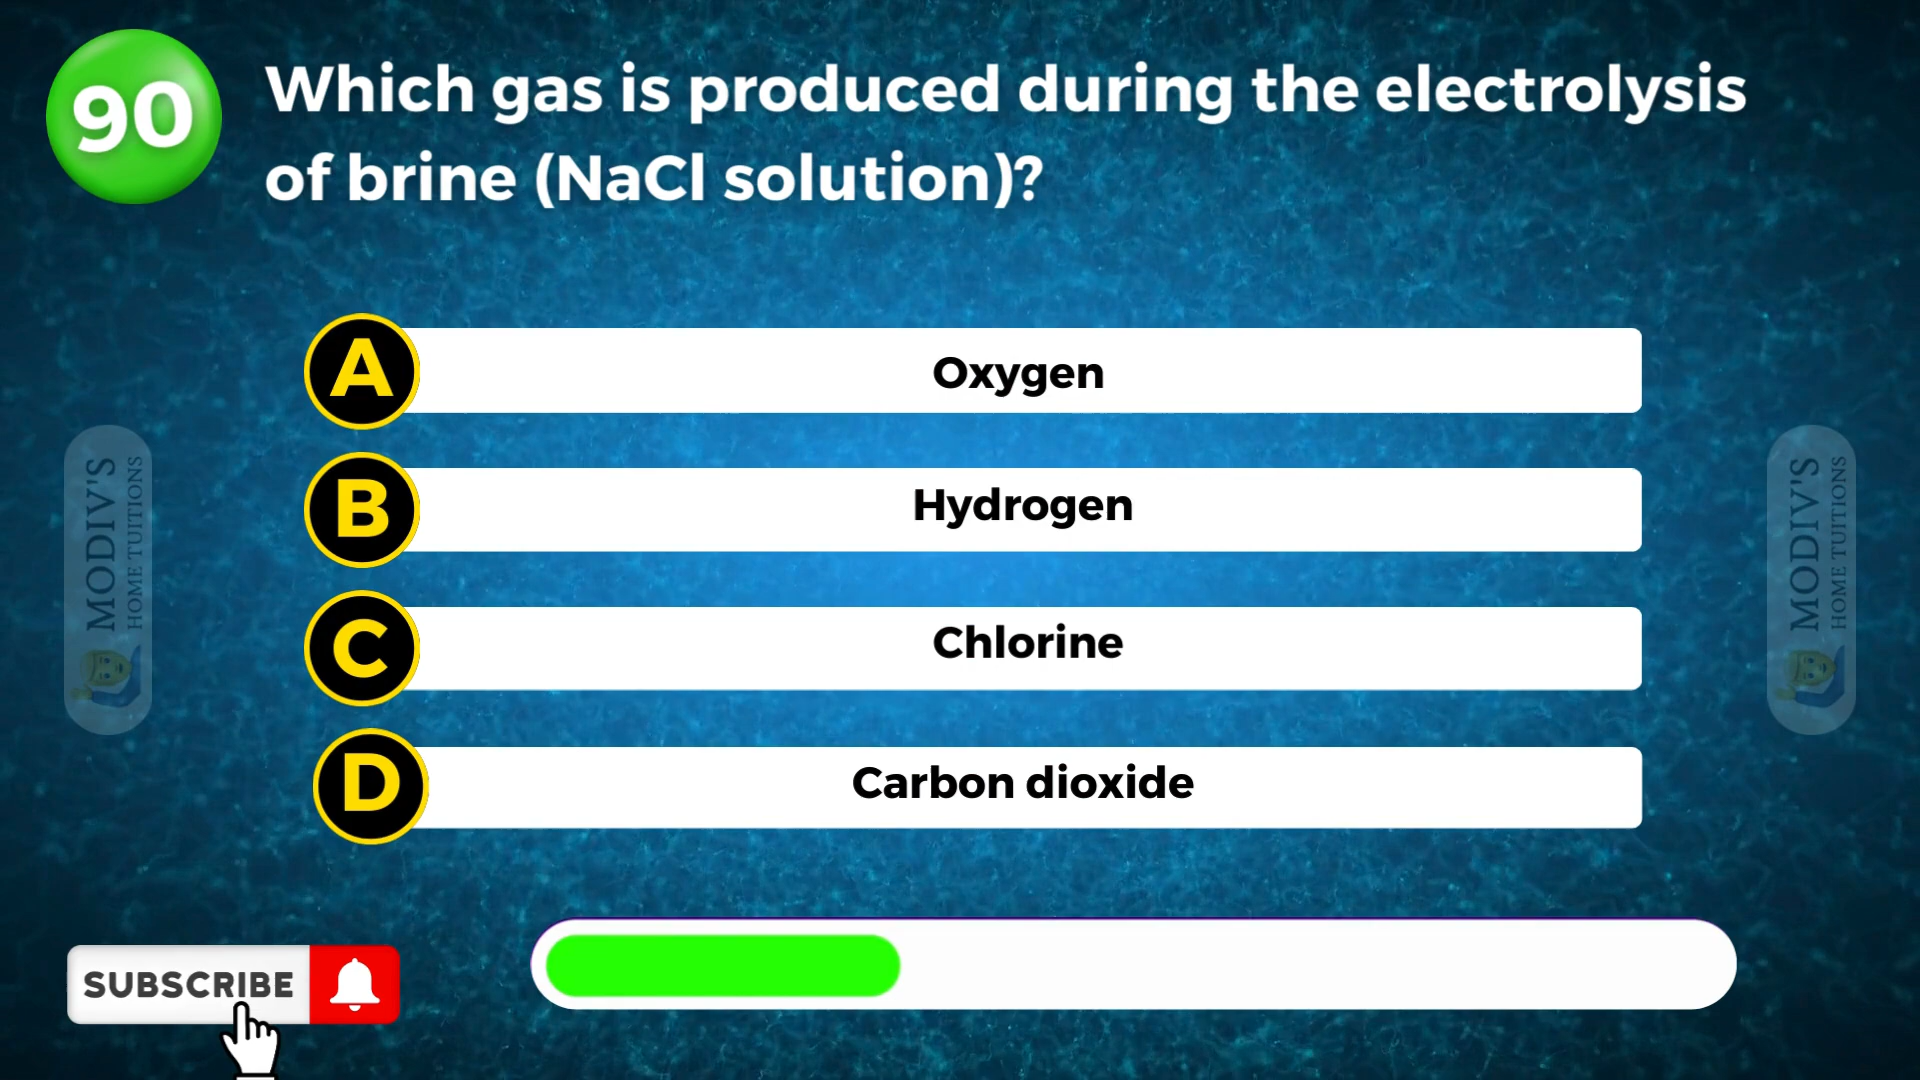 90
Which gas is produced during the electrolysis
of brine (NaCl solution)?
A
Oxygen
B
Hydrogen
C
Chlorine
D
Carbon dioxide
MODIV'S
HOME TUITIONS
MODIV'S
HOME TUITIONS
SUBSCRIBE